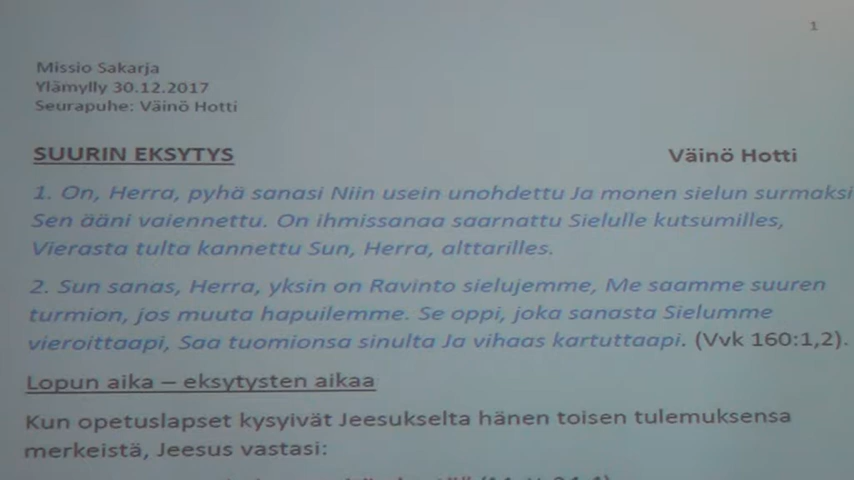 1
Missio Sakarja
Ylämylly 30.12.2017
Seurapuhe: Väinö Hotti
SUURIN EKSYTYS Väinö Hotti
1. On, Herra, pyhä sanasi Niin usein unohdettu Ja monen sielun surmaksi
Sen ääni vaiennettu. On ihmissanaa saarnattu Sielulle kutsumilles,
Vierasta tulta kannettu Sun, Herra, alttarilles.
2. Sun sanas, Herra, yksin on Ravinto sielujemme, Me saamme suuren
turmion, jos muuta hapuilemme. Se oppi, joka sanasta Sielumme
vieroittaapi, Saa tuomionsa sinulta Ja vihaas kartuttaapi. (Vvk 160:1,2).
Lopun aika – eksytysten aikaa
Kun opetuslapset kysyivät Jeesukselta hänen toisen tulemuksensa
merkeistä, Jeesus vastasi: